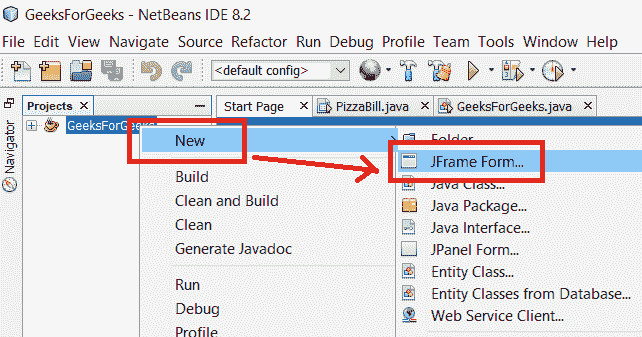 GeeksForGeeks - NetBeans IDE 8.2
File Edit View Navigate Source Refactor Run Debug Profile Team Tools Window Help
<default config>
Projects
Start Page
PizzaBill.java
GeeksForGeeks.java
Navigator
GeeksForGeeks
New
Build
Clean and Build
Clean
Generate Javadoc
Run
Debug
Profile
Folder
JFrame Form...
Java Class...
Java Package...
Java Interface...
JPanel Form...
Entity Class...
Entity Classes from Database...
Web Service Client...